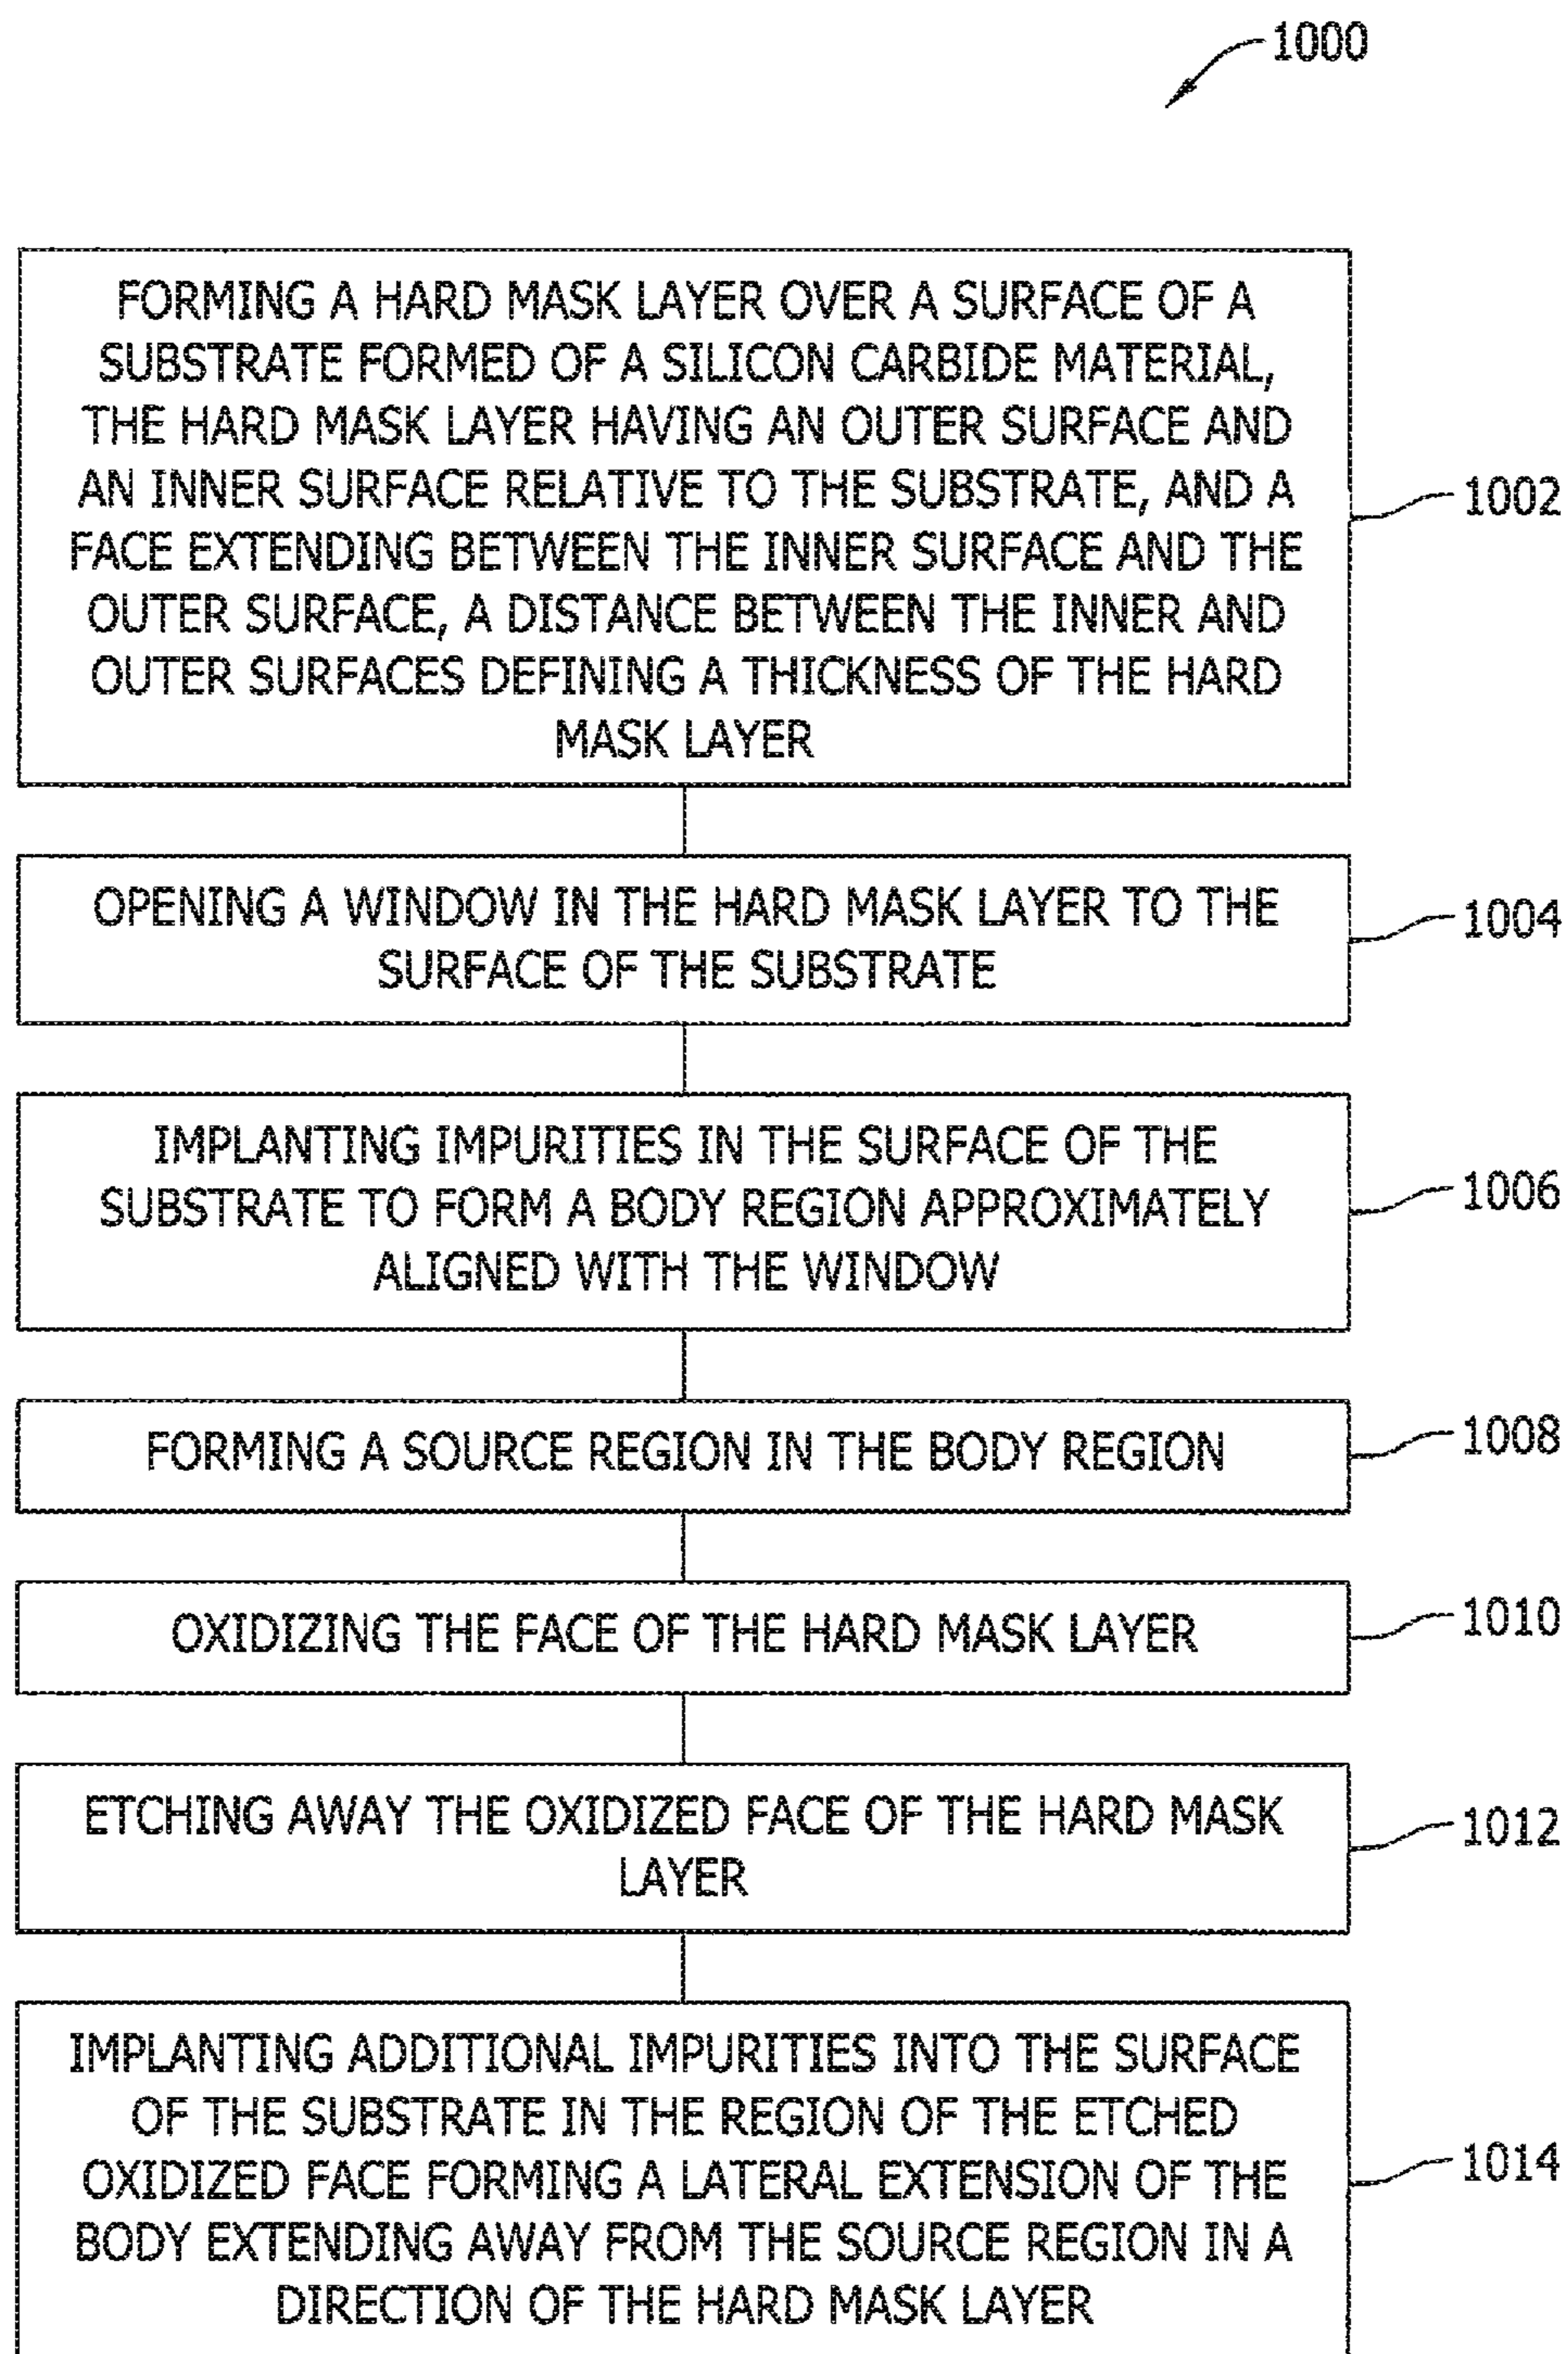 1000
FORMING A HARD MASK LAYER OVER A SURFACE OF A
SUBSTRATE FORMED OF A SILICON CARBIDE MATERIAL,
THE HARD MASK LAYER HAVING AN OUTER SURFACE AND
AN INNER SURFACE RELATIVE TO THE SUBSTRATE, AND A
FACE EXTENDING BETWEEN THE INNER SURFACE AND THE
OUTER SURFACE, A DISTANCE BETWEEN THE INNER AND
OUTER SURFACES DEFINING A THICKNESS OF THE HARD
MASK LAYER
1002
OPENING A WINDOW IN THE HARD MASK LAYER TO THE
SURFACE OF THE SUBSTRATE
1004
IMPLANTING IMPURITIES IN THE SURFACE OF THE
SUBSTRATE TO FORM A BODY REGION APPROXIMATELY
ALIGNED WITH THE WINDOW
1006
FORMING A SOURCE REGION IN THE BODY REGION
1008
OXIDIZING THE FACE OF THE HARD MASK LAYER
1010
ETCHING AWAY THE OXIDIZED FACE OF THE HARD MASK
LAYER
1012
IMPLANTING ADDITIONAL IMPURITIES INTO THE SURFACE
OF THE SUBSTRATE IN THE REGION OF THE ETCHED
OXIDIZED FACE FORMING A LATERAL EXTENSION OF THE
BODY EXTENDING AWAY FROM THE SOURCE REGION IN A
DIRECTION OF THE HARD MASK LAYER
1014